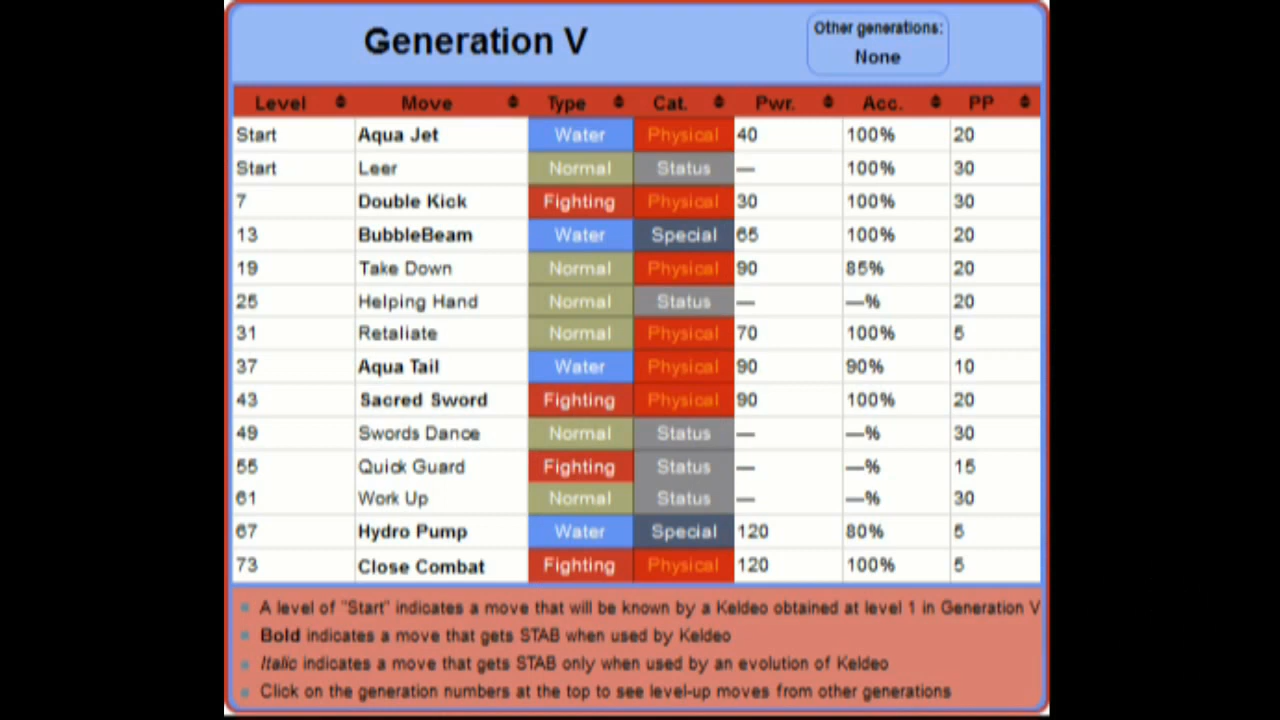 Generation V
Other generations:
None
Level Move Type Cat. Pwr. Acc. PP
Start Aqua Jet Water Physical 40 100% 20
Start Leer Normal Status — 100% 30
7 Double Kick Fighting Physical 30 100% 30
13 BubbleBeam Water Special 65 100% 20
19 Take Down Normal Physical 90 85% 20
25 Helping Hand Normal Status — —% 20
31 Retaliate Normal Physical 70 100% 5
37 Aqua Tail Water Physical 90 90% 10
43 Sacred Sword Fighting Physical 90 100% 20
49 Swords Dance Normal Status — —% 30
55 Quick Guard Fighting Status — —% 15
61 Work Up Normal Status — —% 30
67 Hydro Pump Water Special 120 80% 5
73 Close Combat Fighting Physical 120 100% 5
A level of "Start" indicates a move that will be known by a Keldeo obtained at level 1 in Generation V
Bold indicates a move that gets STAB when used by Keldeo
Italic indicates a move that gets STAB only when used by an evolution of Keldeo
Click on the generation numbers at the top to see level-up moves from other generations